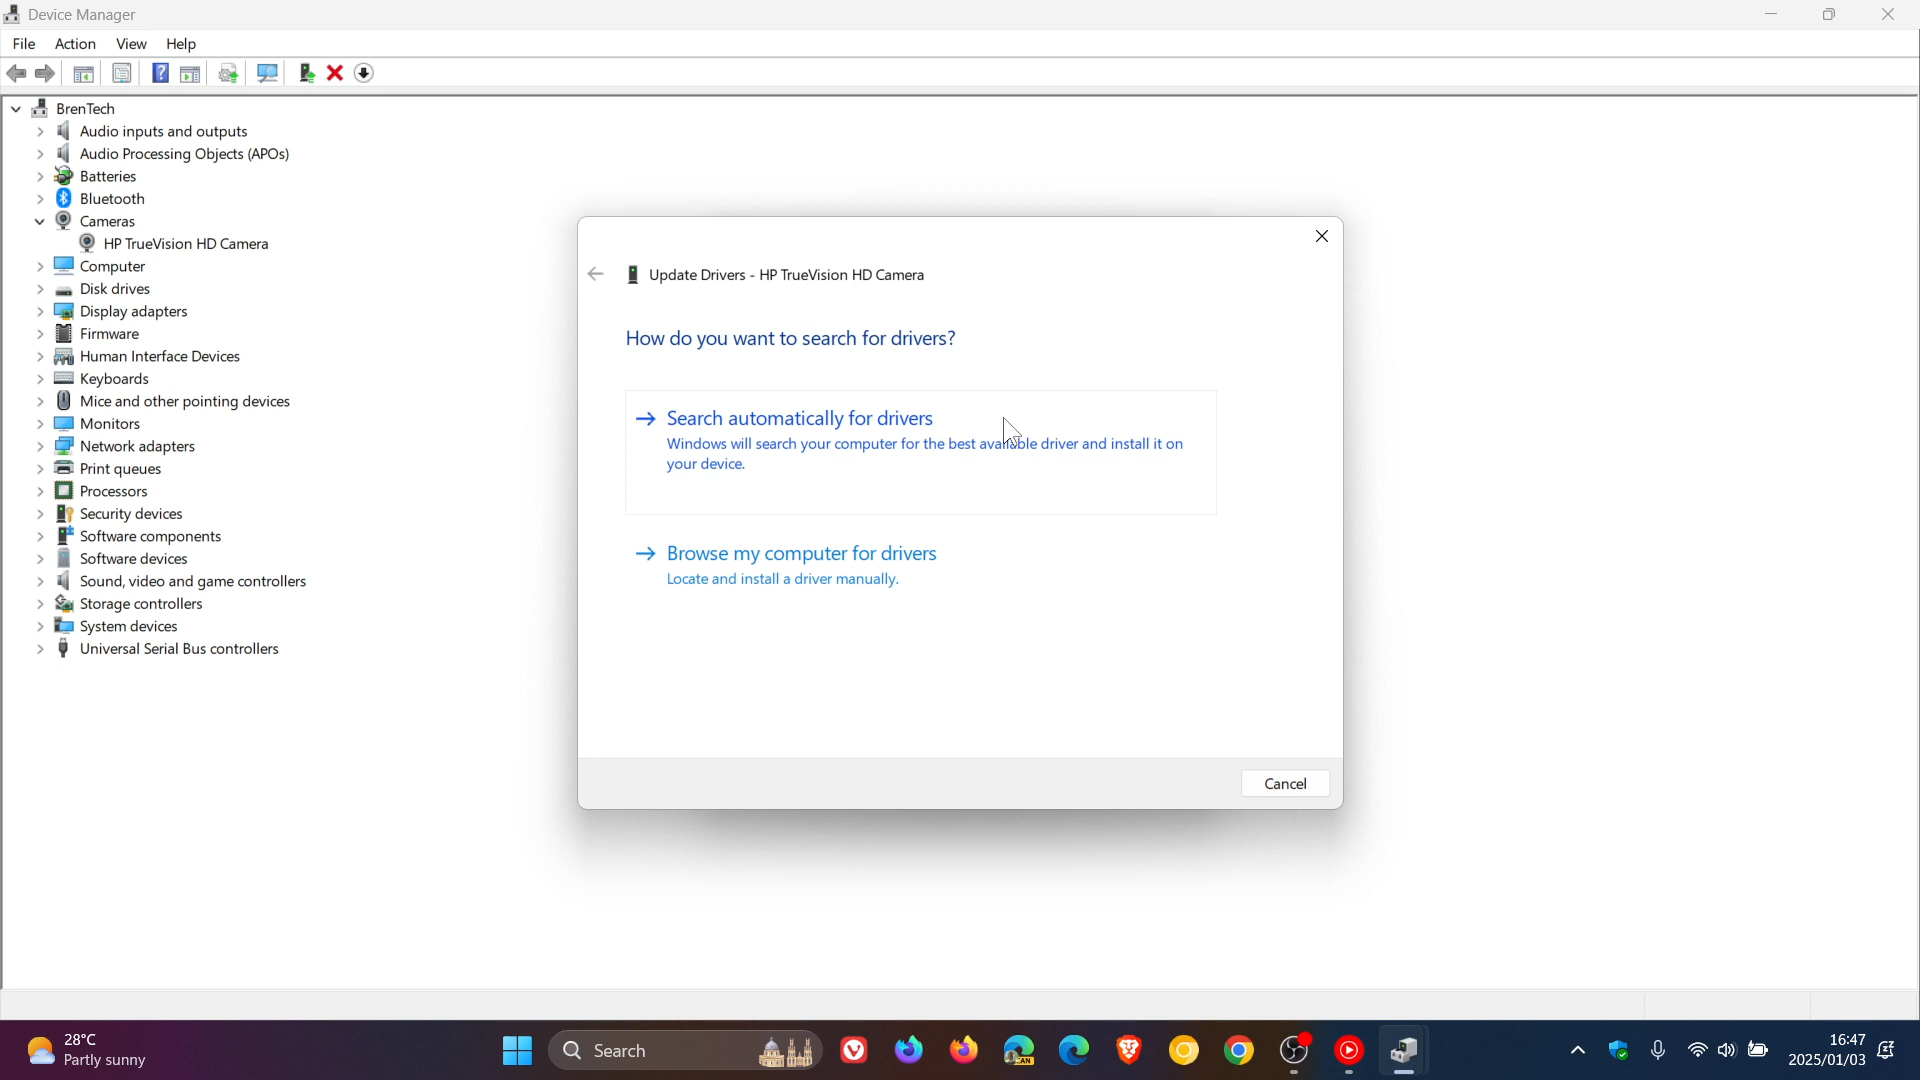 Device Manager
File Action View Help
BrenTech
Audio inputs and outputs
Audio Processing Objects (APOs)
Batteries
Bluetooth
Cameras
HP TrueVision HD Camera
Computer
Disk drives
Display adapters
Firmware
Human Interface Devices
Keyboards
Mice and other pointing devices
Monitors
Network adapters
Print queues
Processors
Security devices
Software components
Software devices
Sound, video and game controllers
Storage controllers
System devices
Universal Serial Bus controllers
Update Drivers - HP TrueVision HD Camera
How do you want to search for drivers?
Search automatically for drivers
Windows will search your computer for the best available driver and install it on
your device.
Browse my computer for drivers
Locate and install a driver manually.
Cancel
28°C
Partly sunny
Search
CAN
16:47
2025/01/03